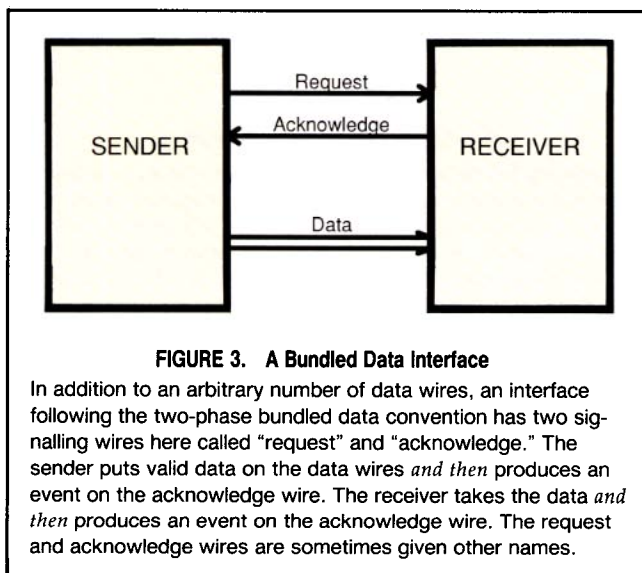 Request
Acknowledge
SENDER
RECEIVER
Data
FIGURE 3. A Bundled Data Interface
In addition to an arbitrary number of data wires, an interface
following the two-phase bundled data convention has two sig-
nalling wires here called “request” and “acknowledge.” The
sender puts valid data on the data wires and then produces an
event on the acknowledge wire. The receiver takes the data and
then produces an event on the acknowledge wire. The request
and acknowledge wires are sometimes given other names.